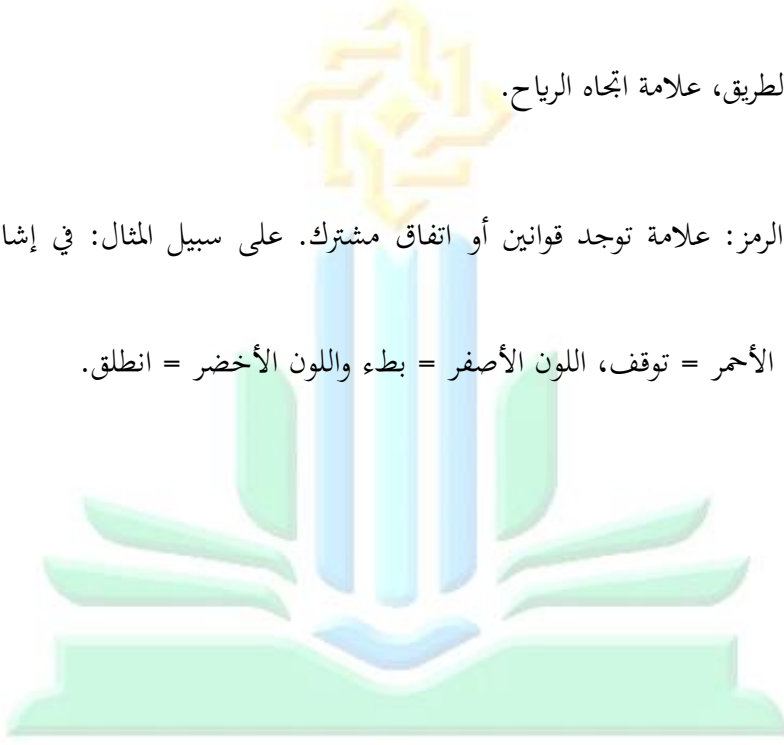 لطريق، علامة اتجاه الرياح.
الرمز: علامة توجد قوانين أو اتفاق مشترك. على سبيل المثال: في إشا
الأحمر = توقف، اللون الأصفر = بطء واللون الأخضر = انطلق.